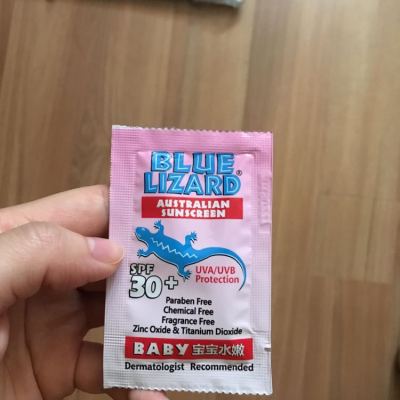 BLUE
LIZARD®
AUSTRALIAN
SUNSCREEN
UVA/UVB
Protection
SPF
30+
Paraben Free
Chemical Free
Fragrance Free
Zinc Oxide & Titanium Dioxide
BABY 宝宝水嫩
Dermatologist Recommended